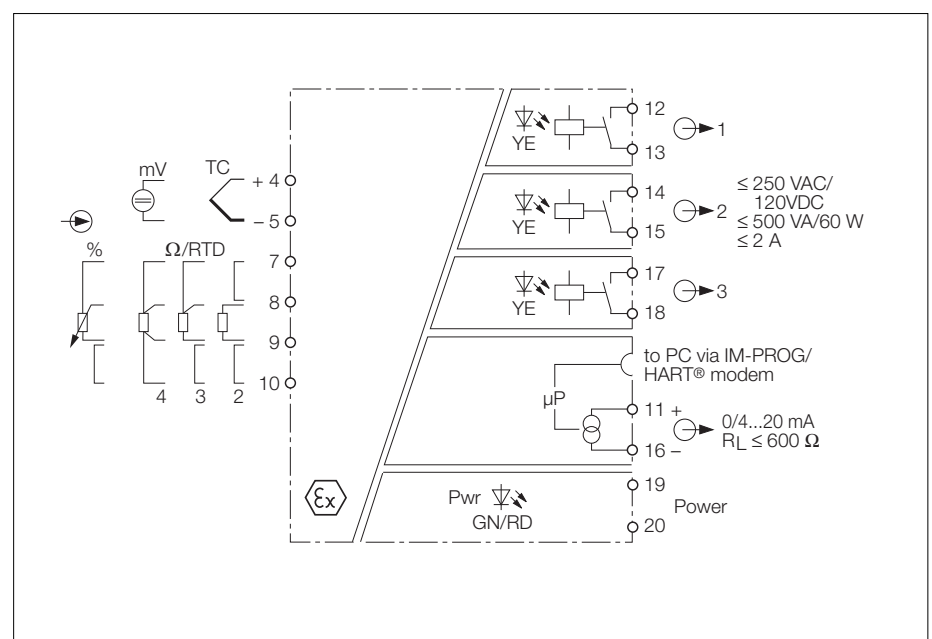 mV
TC
+ 4
– 5
%
Ω/RTD
7
8
9
10
4 3 2
YE
12
13
1
YE
14
15
2
≤ 250 VAC/
120VDC
≤ 500 VA/60 W
≤ 2 A
YE
17
18
3
to PC via IM-PROG/
HART® modem
µP
11 +
16 –
0/4...20 mA
RL ≤ 600 Ω
Ex
Pwr
GN/RD
19
20
Power